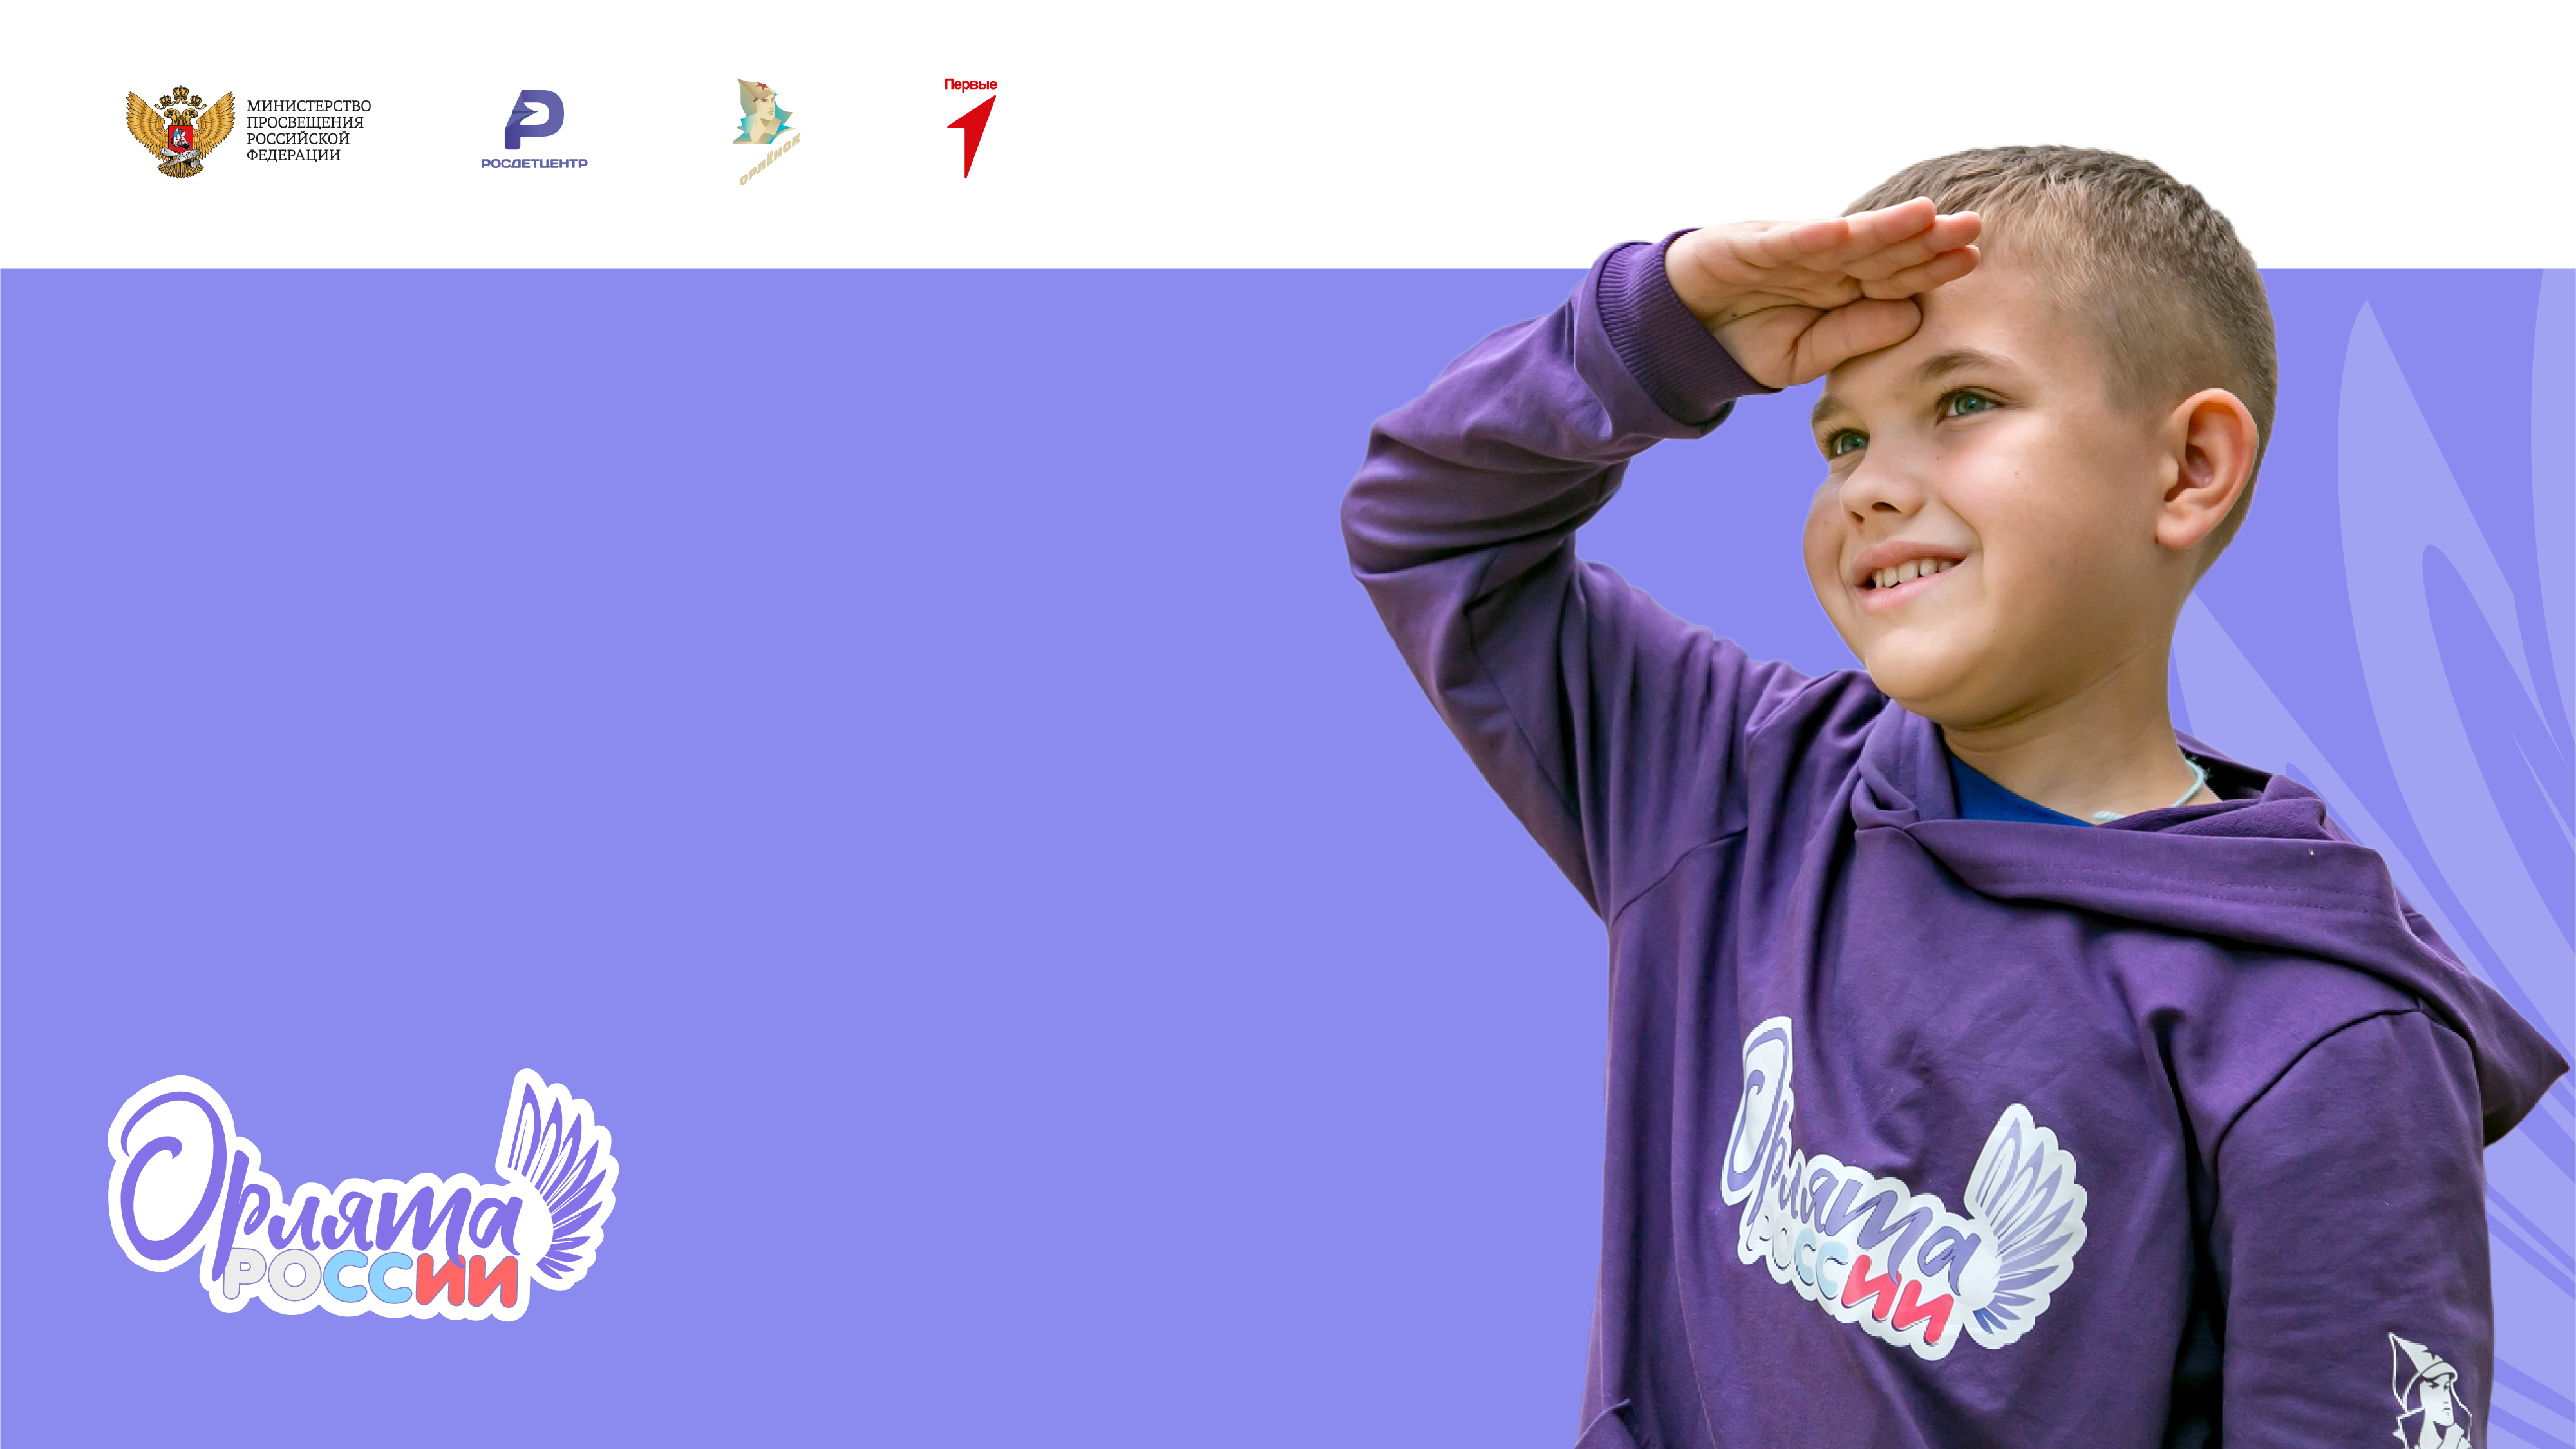 МИНИСТЕРСТВО
ПРОСВЕЩЕНИЯ
РОССИЙСКОЙ
ФЕДЕРАЦИИ
РОСДЕТЦЕНТР
ОРЛЁНОК
Первые
Орлята
РОССИИ
Орлята
РОССИИ